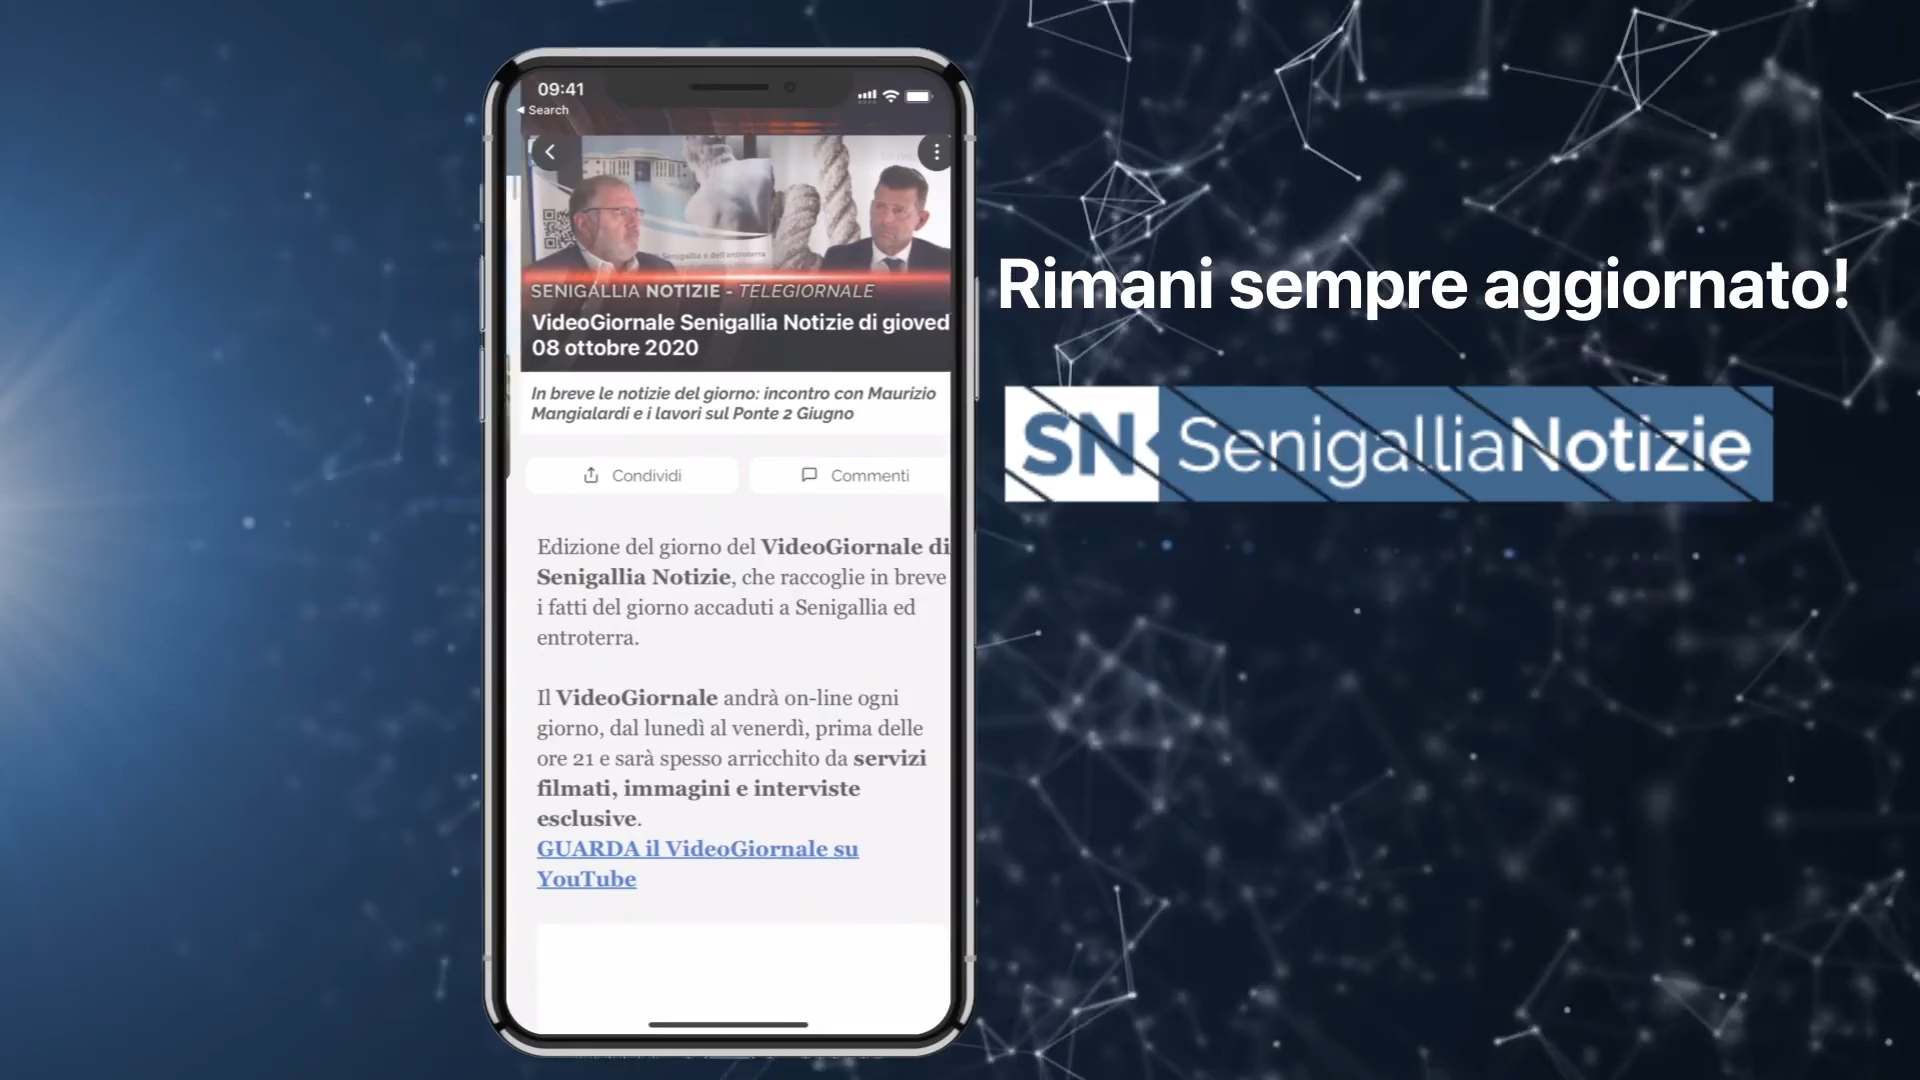 09:41
Search
Senigallia e dell'entroterra
SENIGALLIA NOTIZIE - TELEGIORNALE
VideoGiornale Senigallia Notizie di gioved
08 ottobre 2020
In breve le notizie del giorno: incontro con Maurizio
Mangialardi e i lavori sul Ponte 2 Giugno
Condividi
Commenti
Edizione del giorno del VideoGiornale di
Senigallia Notizie, che raccoglie in breve
i fatti del giorno accaduti a Senigallia ed
entroterra.
Il VideoGiornale andrà on-line ogni
giorno, dal lunedì al venerdì, prima delle
ore 21 e sarà spesso arricchito da servizi
filmati, immagini e interviste
esclusive.
GUARDA il VideoGiornale su
YouTube
Rimani sempre aggiornato!
SN SenigalliaNotizie